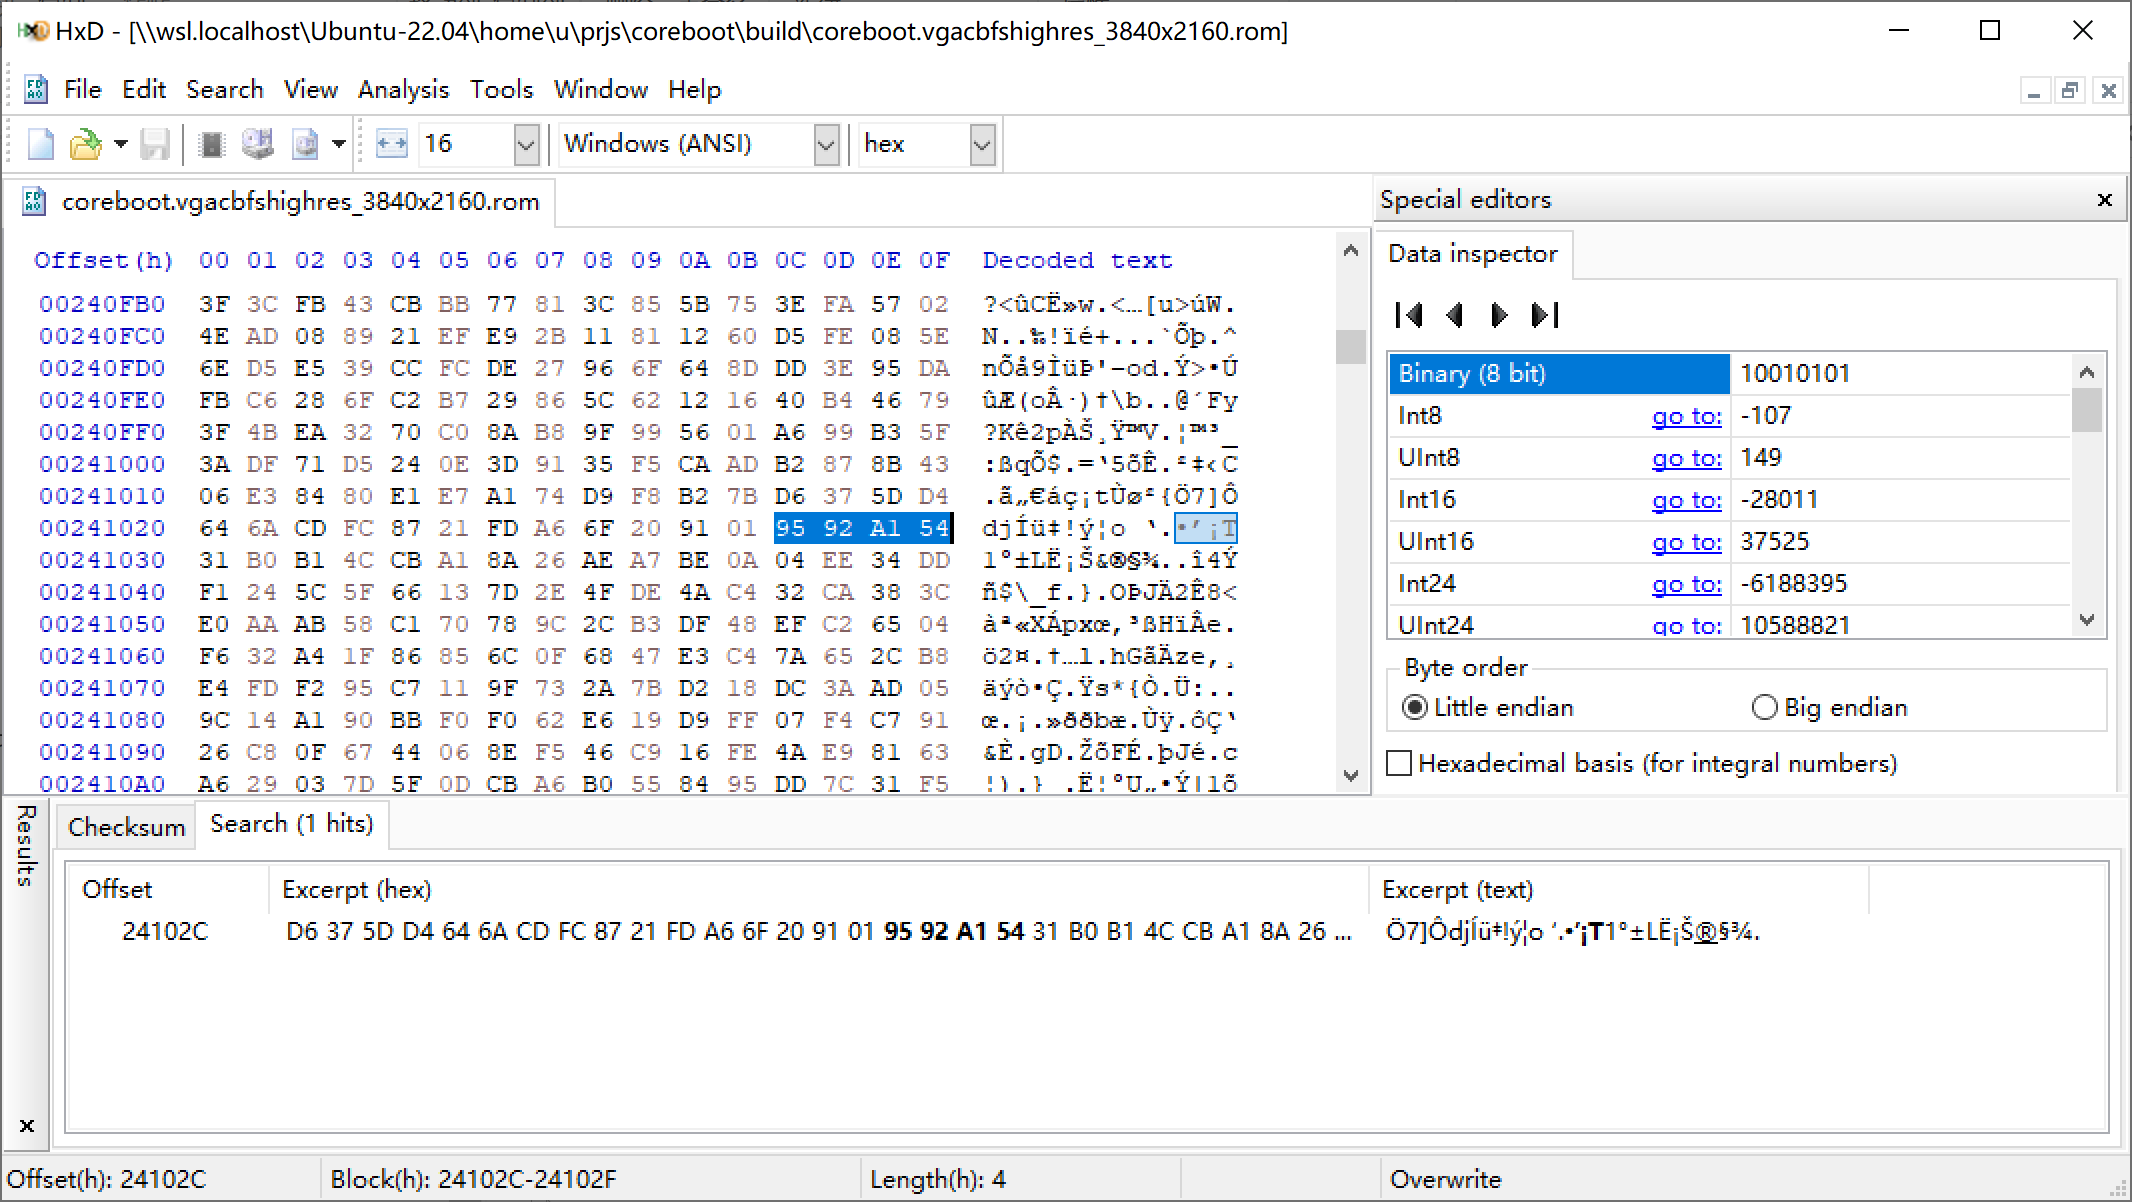 HxD - [\\wsl.localhost\Ubuntu-22.04\home\u\prjs\coreboot\build\coreboot.vgacbfshighres_3840x2160.rom]
File Edit Search View Analysis Tools Window Help
16 Windows (ANSI) hex
coreboot.vgacbfshighres_3840x2160.rom
Offset(h) 00 01 02 03 04 05 06 07 08 09 0A 0B 0C 0D 0E 0F Decoded text
00240FB0 3F 3C FB 43 CB BB 77 81 3C 85 5B 75 3E FA 57 02 ?<ûCË»w.<…[u>úW.
00240FC0 4E AD 08 89 21 EF E9 2B 11 81 12 60 D5 FE 08 5E N..‰!ïé+...`Õþ.^
00240FD0 6E D5 E5 39 CC FC DE 27 96 6F 64 8D DD 3E 95 DA nÕå9ÌüÞ'–od.Ý>•Ú
00240FE0 FB C6 28 6F C2 B7 29 86 5C 62 12 16 40 B4 46 79 ûÆ(oÂ·)†\b..@´Fy
00240FF0 3F 4B EA 32 70 C0 8A B8 9F 99 56 01 A6 99 B3 5F ?Kê2pÀŠ¸Ÿ™V.¦™³_
00241000 3A DF 71 D5 24 0E 3D 91 35 F5 CA AD B2 87 8B 43 :ßqÕ$.=‘5õÊ.²‡‹C
00241010 06 E3 84 80 E1 E7 A1 74 D9 F8 B2 7B D6 37 5D D4 .ã„€áç¡tÙø²{Ö7]Ô
00241020 64 6A CD FC 87 21 FD A6 6F 20 91 01 95 92 A1 54 djÍü‡!ý¦o ‘.•’¡T
00241030 31 B0 B1 4C CB A1 8A 26 AE A7 BE 0A 04 EE 34 DD 1°±LË¡Š&®§¾..î4Ý
00241040 F1 24 5C 5F 66 13 7D 2E 4F DE 4A C4 32 CA 38 3C ñ$\_f.}.OÞJÄ2Ê8<
00241050 E0 AA AB 58 C1 70 78 9C 2C B3 DF 48 EF C2 65 04 àª«XÁpxœ,³ßHïÂe.
00241060 F6 32 A4 1F 86 85 6C 0F 68 47 E3 C4 7A 65 2C B8 ö2¤.†…l.hGãÄze,¸
00241070 E4 FD F2 95 C7 11 9F 73 2A 7B D2 18 DC 3A AD 05 äýò•Ç.Ÿs*{Ò.Ü:..
00241080 9C 14 A1 90 BB F0 F0 62 E6 19 D9 FF 07 F4 C7 91 œ.¡.»ððbæ.Ùÿ.ôÇ‘
00241090 26 C8 0F 67 44 06 8E F5 46 C9 16 FE 4A E9 81 63 &È.gD.ŽõFÉ.þJé.c
002410A0 A6 29 03 7D 5F 0D CB A6 B0 55 84 95 DD 7C 31 F5 ¦).}_.Ë¦°U„•Ý|1õ
Special editors
Data inspector
Binary (8 bit) 10010101
Int8 go to: -107
UInt8 go to: 149
Int16 go to: -28011
UInt16 go to: 37525
Int24 go to: -6188395
UInt24 go to: 10588821
Byte order
Little endian Big endian
Hexadecimal basis (for integral numbers)
Results
Checksum Search (1 hits)
Offset Excerpt (hex) Excerpt (text)
24102C D6 37 5D D4 64 6A CD FC 87 21 FD A6 6F 20 91 01 95 92 A1 54 31 B0 B1 4C CB A1 8A 26 ... Ö7]ÔdjÍü‡!ý¦o ‘.•’¡T1°±LË¡Š®§¾.
Offset(h): 24102C Block(h): 24102C-24102F Length(h): 4 Overwrite